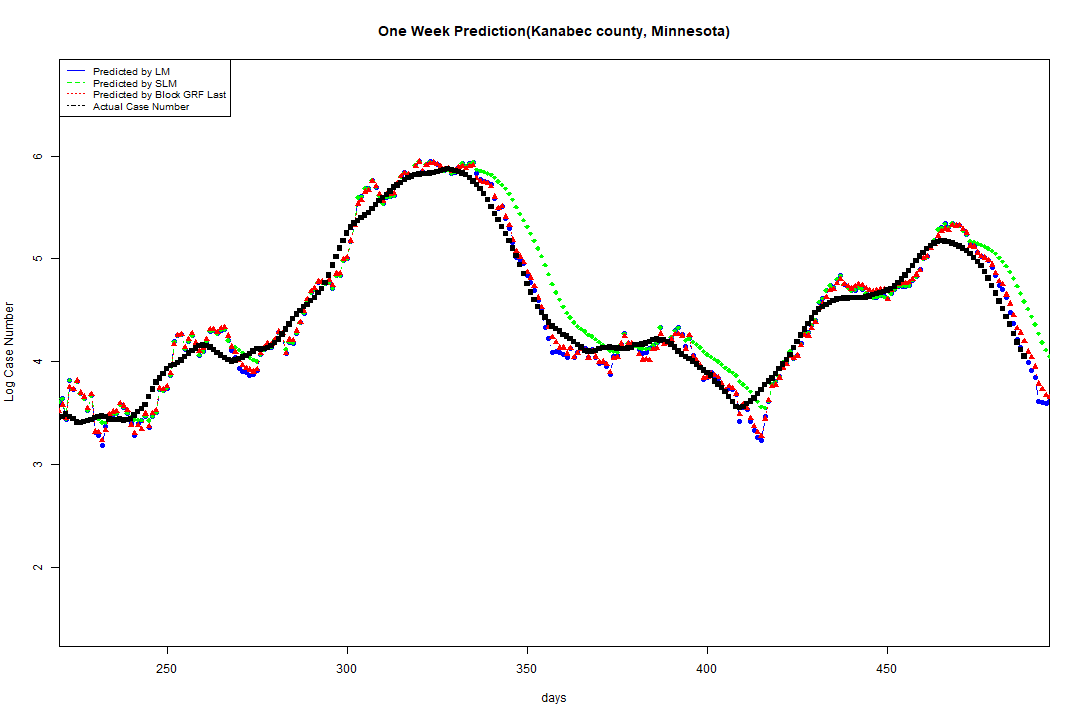 One Week Prediction(Kanabec county, Minnesota)
Predicted by LM
Predicted by SLM
Predicted by Block GRF Last
Actual Case Number
Log Case Number
6
5
4
3
2
250 300 350 400 450
days